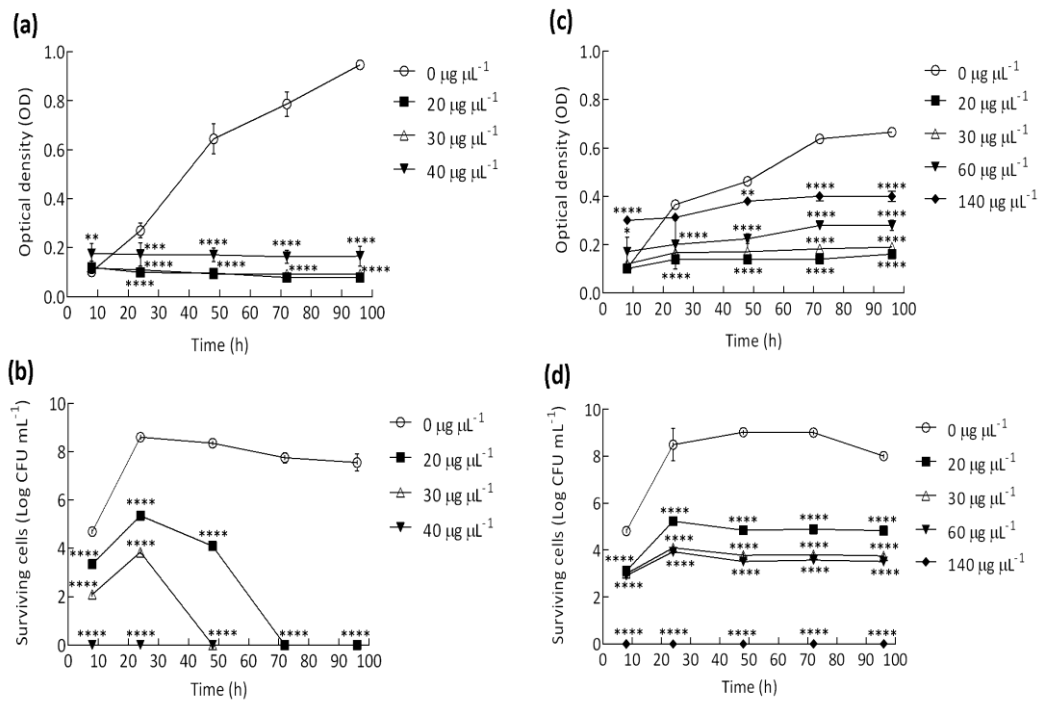 (a)
1.0
0.8
0.6
0.4
0.2
0.0
Optical density (OD)
0 10 20 30 40 50 60 70 80 90 100
Time (h)
0 µg µL⁻¹
20 µg µL⁻¹
30 µg µL⁻¹
40 µg µL⁻¹
** *** **** **** ****
**** **** **** ****
(c)
1.0
0.8
0.6
0.4
0.2
0.0
Optical density (OD)
0 10 20 30 40 50 60 70 80 90 100
Time (h)
0 µg µL⁻¹
20 µg µL⁻¹
30 µg µL⁻¹
60 µg µL⁻¹
140 µg µL⁻¹
**** ** **** ****
* **** **** **** ****
**** ****
**** **** **** ****
(b)
10
8
6
4
2
0
Surviving cells (Log CFU mL⁻¹)
0 10 20 30 40 50 60 70 80 90 100
Time (h)
0 µg µL⁻¹
20 µg µL⁻¹
30 µg µL⁻¹
40 µg µL⁻¹
**** **** ****
**** ****
**** **** **** **** ****
(d)
10
8
6
4
2
0
Surviving cells (Log CFU mL⁻¹)
0 10 20 30 40 50 60 70 80 90 100
Time (h)
0 µg µL⁻¹
20 µg µL⁻¹
30 µg µL⁻¹
60 µg µL⁻¹
140 µg µL⁻¹
**** **** **** **** ****
**** **** **** ****
**** **** **** **** ****
**** **** **** **** ****